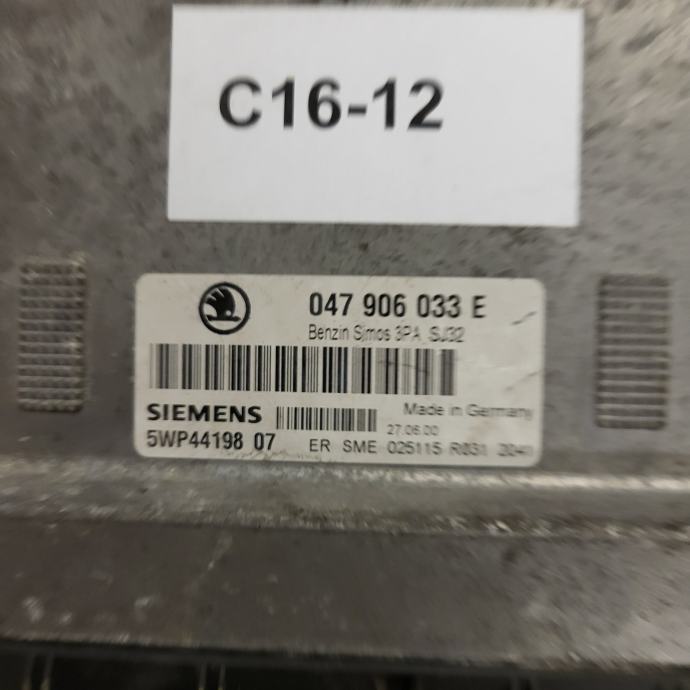 C16-12
047 906 033 E
Benzin Simos 3PA SJ32
SIEMENS
Made in Germany
27.06.00
5WP44198 07
ER SME 025115 R031